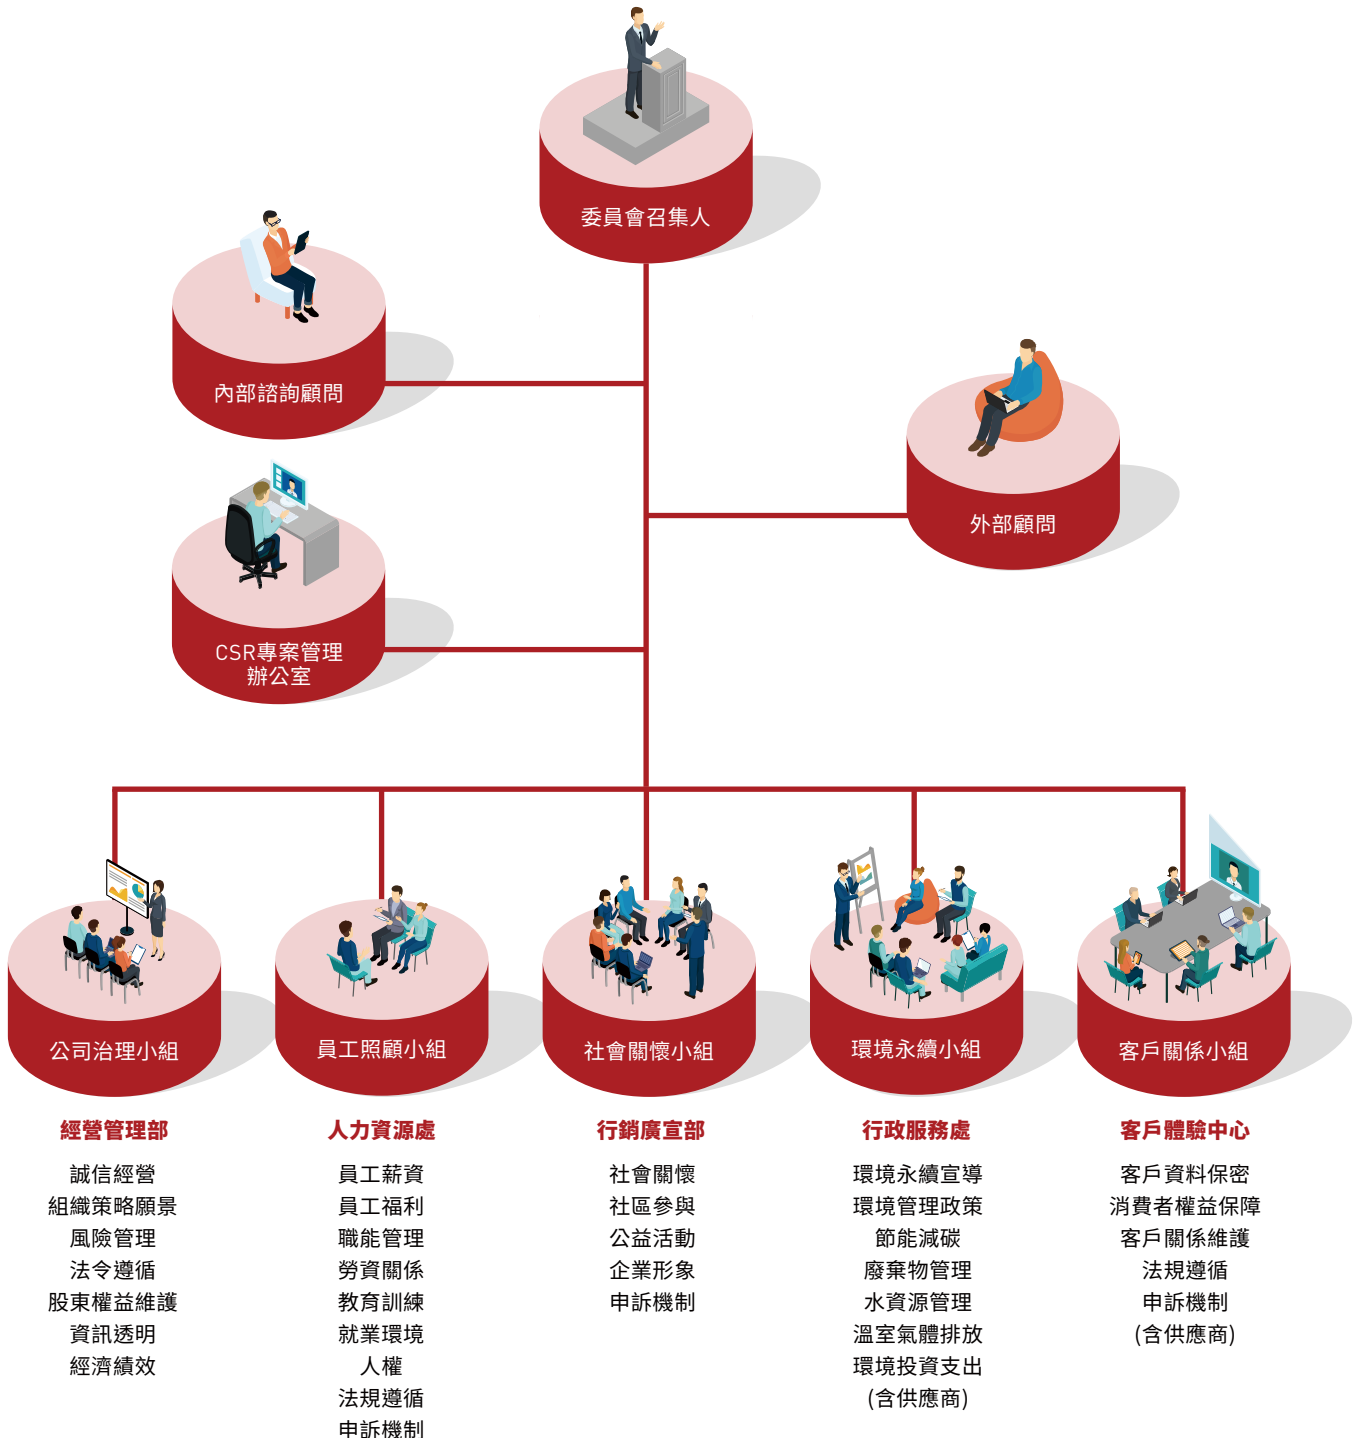 委員會召集人
內部諮詢顧問
外部顧問
CSR專案管理
辦公室
公司治理小組
經營管理部
誠信經營
組織策略願景
風險管理
法令遵循
股東權益維護
資訊透明
經濟績效
員工照顧小組
人力資源處
員工薪資
員工福利
職能管理
勞資關係
教育訓練
就業環境
人權
法規遵循
申訴機制
社會關懷小組
行銷廣宣部
社會關懷
社區參與
公益活動
企業形象
申訴機制
環境永續小組
行政服務處
環境永續宣導
環境管理政策
節能減碳
廢棄物管理
水資源管理
溫室氣體排放
環境投資支出
(含供應商)
客戶關係小組
客戶體驗中心
客戶資料保密
消費者權益保障
客戶關係維護
法規遵循
申訴機制
(含供應商)